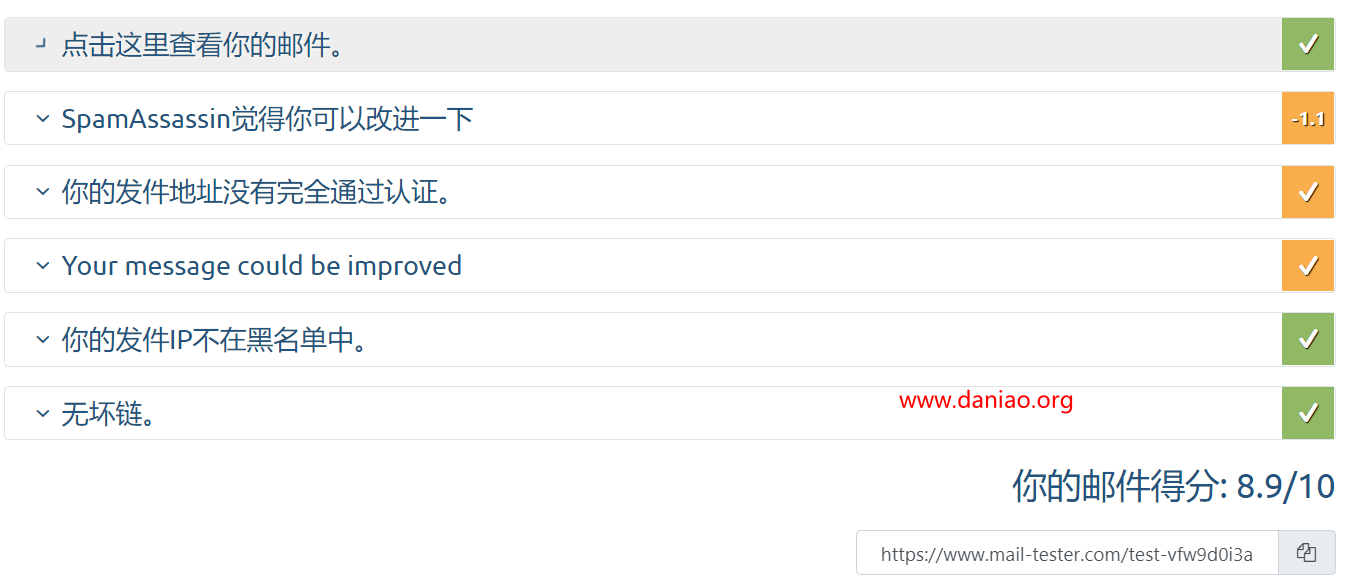 点击这里查看你的邮件。
SpamAssassin觉得你可以改进一下
-1.1
你的发件地址没有完全通过认证。
Your message could be improved
你的发件IP不在黑名单中。
无坏链。
www.daniao.org
你的邮件得分: 8.9/10
https://www.mail-tester.com/test-vfw9d0i3a